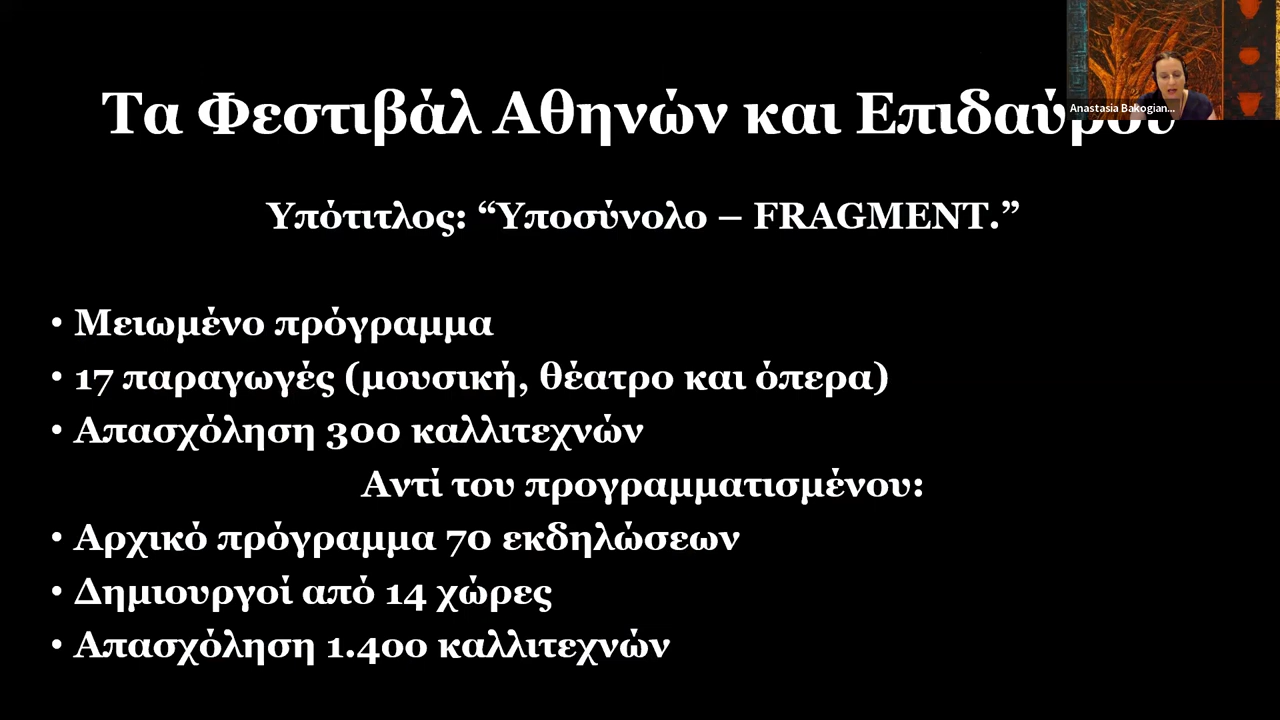 Anastasia Bakogian...
Τα Φεστιβάλ Αθηνών και Επιδαύρου
Υπότιτλος: “Υποσύνολο – FRAGMENT.”
• Μειωμένο πρόγραμμα
• 17 παραγωγές (μουσική, θέατρο και όπερα)
• Απασχόληση 300 καλλιτεχνών
Αντί του προγραμματισμένου:
• Αρχικό πρόγραμμα 70 εκδηλώσεων
• Δημιουργοί από 14 χώρες
• Απασχόληση 1.400 καλλιτεχνών